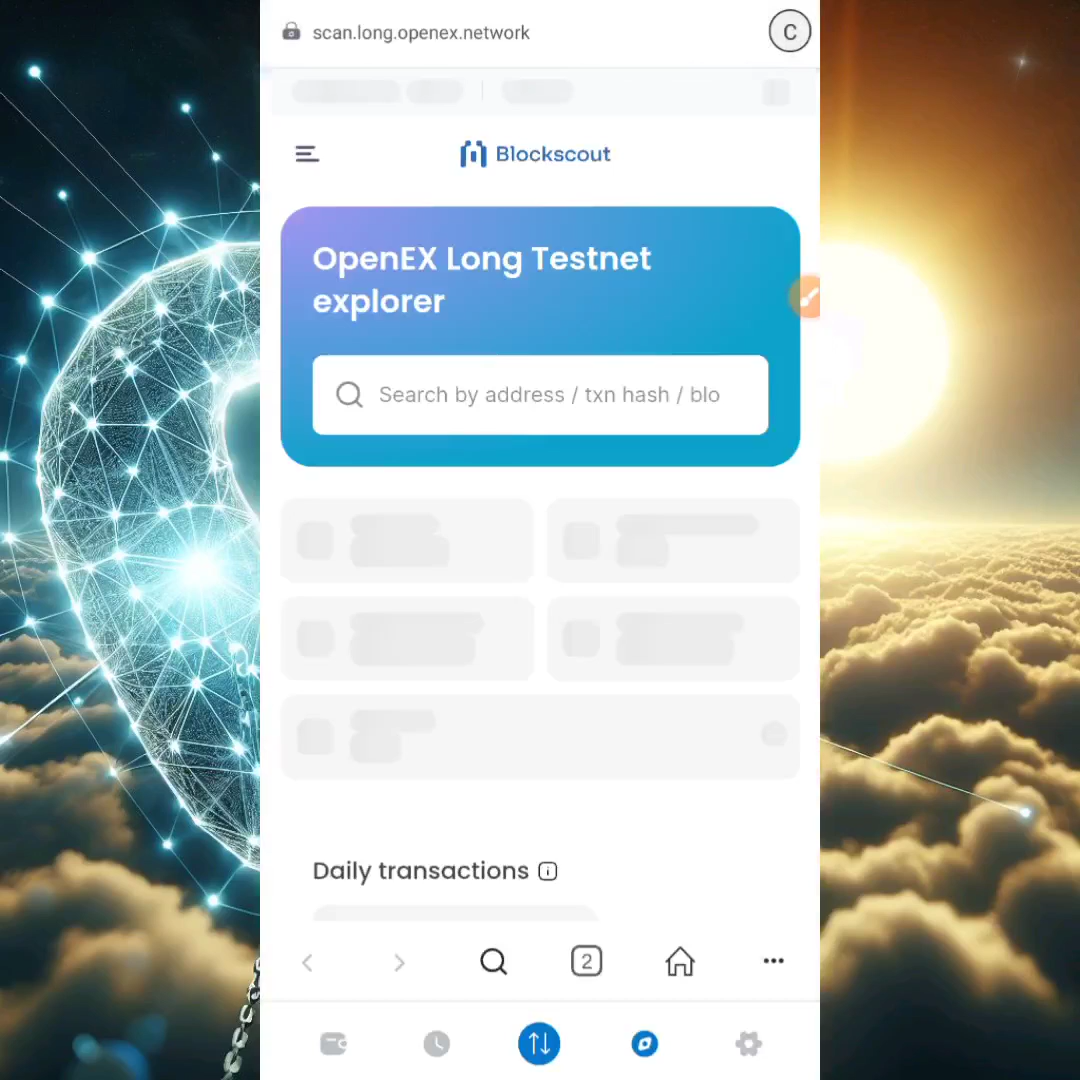 scan.long.openex.network
C
Blockscout
OpenEX Long Testnet
explorer
Search by address / txn hash / blo
Daily transactions
2